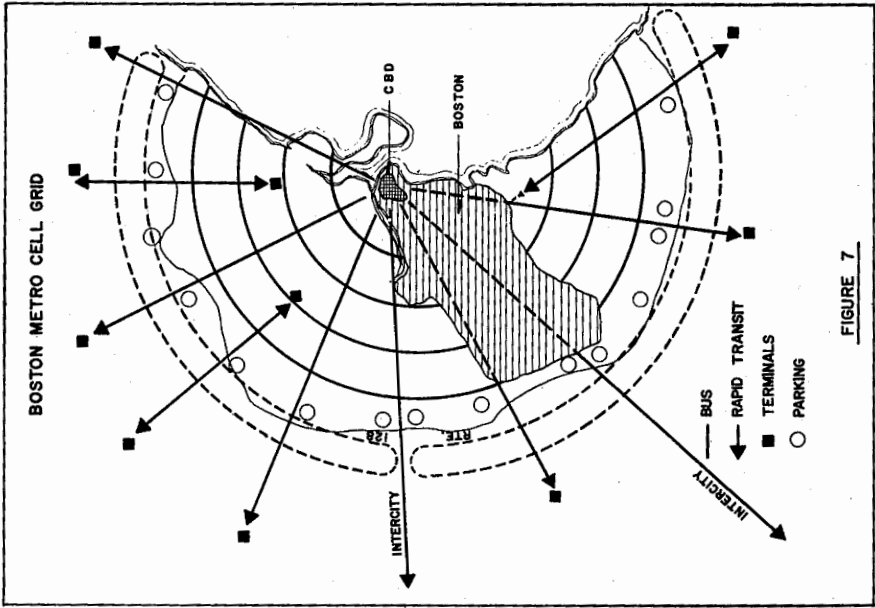 BOSTON METRO CELL GRID
CBD
BOSTON
128
RTE.
INTERCITY
INTERCITY
BUS
RAPID TRANSIT
TERMINALS
PARKING
FIGURE 7